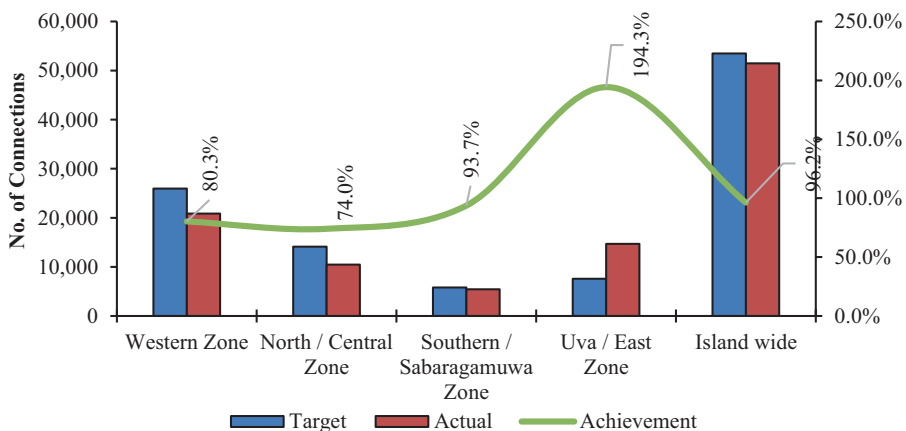 60,000
50,000
40,000
30,000
20,000
10,000
0
No. of Connections
250.0%
200.0%
150.0%
100.0%
50.0%
0.0%
80.3%
74.0%
93.7%
194.3%
96.2%
Western Zone
North / Central
Zone
Southern /
Sabaragamuwa
Zone
Uva / East
Zone
Island wide
Target
Actual
Achievement